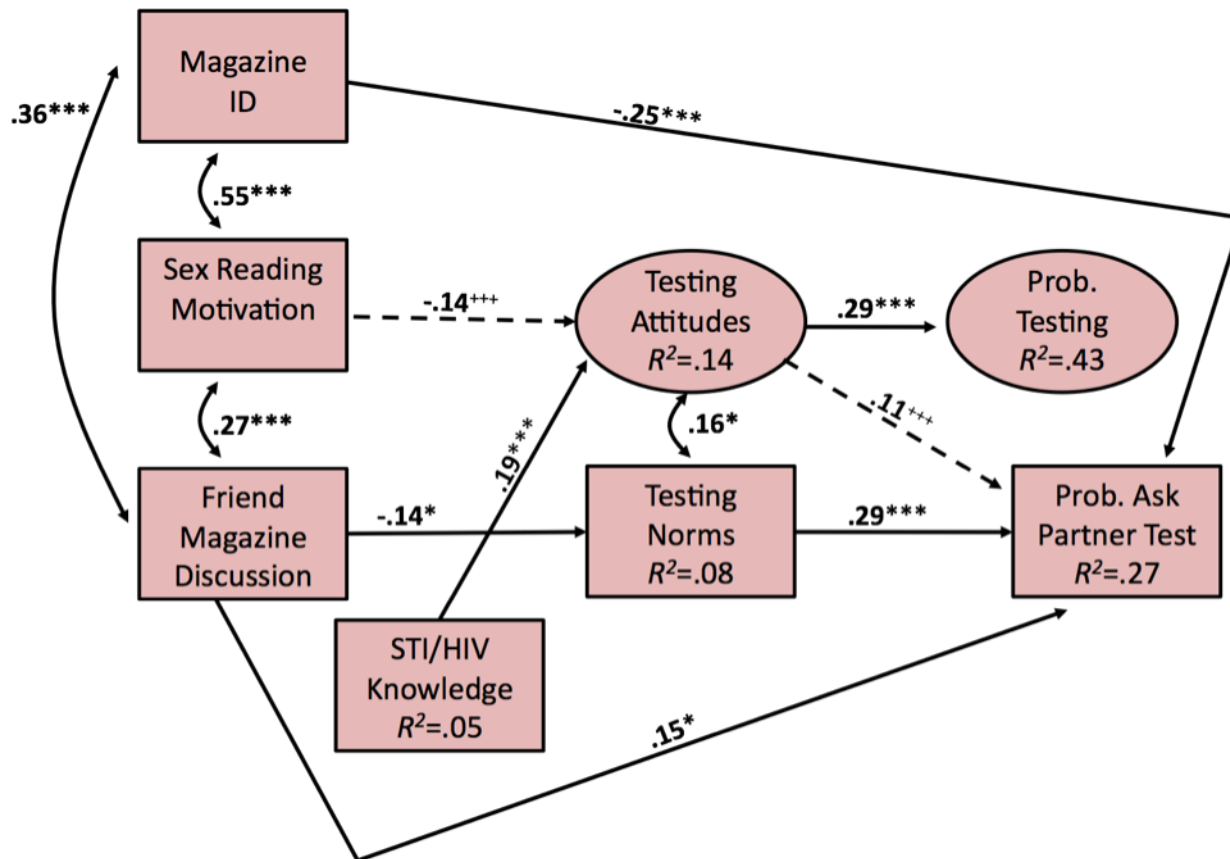 Magazine
ID
.36***
-.25***
.55***
Sex Reading
Motivation
-.14+++
Testing
Attitudes
R²=.14
.29***
Prob.
Testing
R²=.43
.27***
.19***
.16*
.11+++
Friend
Magazine
Discussion
-.14*
Testing
Norms
R²=.08
.29***
Prob. Ask
Partner Test
R²=.27
STI/HIV
Knowledge
R²=.05
.15*